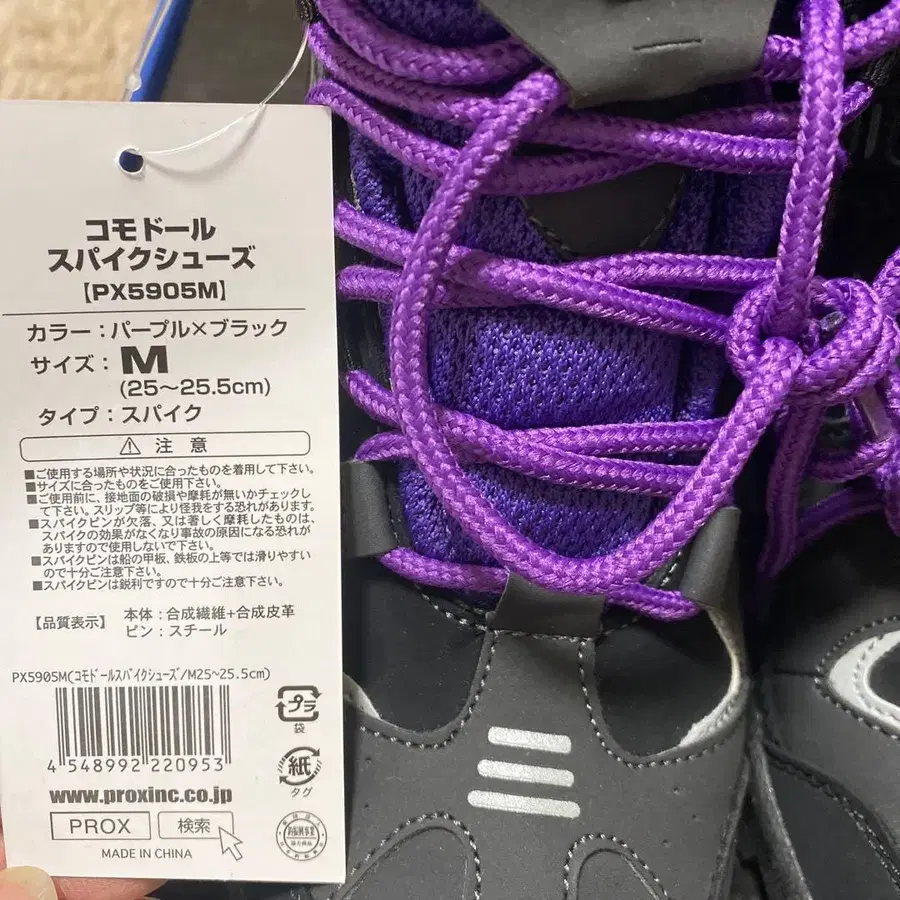 コモドール
スパイクシューズ
【PX5905M】
カラー：パープル×ブラック
サイズ：M
(25～25.5cm)
タイプ：スパイク
⚠ 注 意
■ご使用する場所や状況に合ったものを着用して下さい。
■サイズに合ったものをご使用下さい。
■ご使用前に、接地面の破損や摩耗が無いかチェックし
て下さい。スリップ等により怪我をする恐れがあります。
■スパイクピンが欠落、又は著しく摩耗したものは、
スパイクの効果がなくなり事故の原因になる恐れが
ありますので使用しないで下さい。
■スパイクピンは船の甲板、鉄板の上等では滑りやすい
ので十分ご注意下さい。
■スパイクピンは鋭利ですので十分ご注意下さい。
【品質表示】 本体：合成繊維+合成皮革
ピン：スチール
PX5905M(コモドールスパイクシューズ/M25~25.5cm)
4 548992 220953
プラ
袋
紙
タグ
www.proxinc.co.jp
PROX 検索
MADE IN CHINA